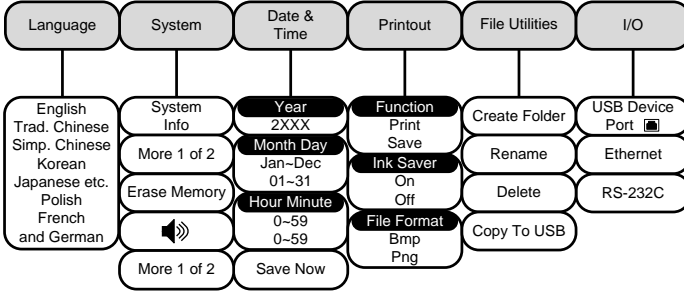 Language
System
Date &
Time
Printout
File Utilities
I/O
English
Trad. Chinese
Simp. Chinese
Korean
Japanese etc.
Polish
French
and German
System
Info
More 1 of 2
Erase Memory
More 1 of 2
Year
2XXX
Month Day
Jan~Dec
01~31
Hour Minute
0~59
0~59
Save Now
Function
Print
Save
Ink Saver
On
Off
File Format
Bmp
Png
Create Folder
Rename
Delete
Copy To USB
USB Device
Port
Ethernet
RS-232C